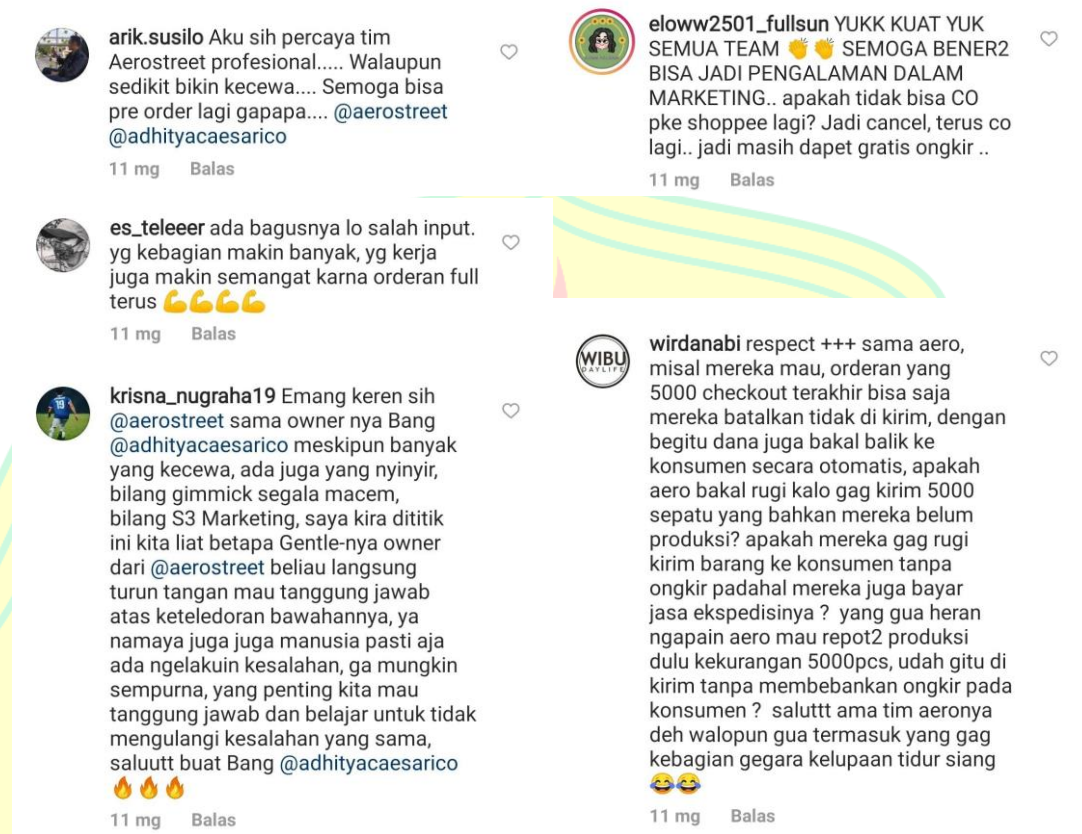 arik.susilo Aku sih percaya tim
Aerostreet profesional..... Walaupun
sedikit bikin kecewa.... Semoga bisa
pre order lagi gapapa.... @aerostreet
@adhityacaesarico
11 mg Balas
es_teleeer ada bagusnya lo salah input.
yg kebagian makin banyak, yg kerja
juga makin semangat karna orderan full
terus 💪💪💪💪
11 mg Balas
krisna_nugraha19 Emang keren sih
@aerostreet sama owner nya Bang
@adhityacaesarico meskipun banyak
yang kecewa, ada juga yang nyinyir,
bilang gimmick segala macem,
bilang S3 Marketing, saya kira dititik
ini kita liat betapa Gentle-nya owner
dari @aerostreet beliau langsung
turun tangan mau tanggung jawab
atas keteledoran bawahannya, ya
namaya juga juga manusia pasti aja
ada ngelakuin kesalahan, ga mungkin
sempurna, yang penting kita mau
tanggung jawab dan belajar untuk tidak
mengulangi kesalahan yang sama,
saluutt buat Bang @adhityacaesarico
🔥🔥🔥
11 mg Balas
eloww2501_fullsun YUKK KUAT YUK
SEMUA TEAM 👏👏 SEMOGA BENER2
BISA JADI PENGALAMAN DALAM
MARKETING.. apakah tidak bisa CO
pke shoppee lagi? Jadi cancel, terus co
lagi.. jadi masih dapet gratis ongkir ..
11 mg Balas
WIBU
DAYLIFE
wirdanabi respect +++ sama aero,
misal mereka mau, orderan yang
5000 checkout terakhir bisa saja
mereka batalkan tidak di kirim, dengan
begitu dana juga bakal balik ke
konsumen secara otomatis, apakah
aero bakal rugi kalo gag kirim 5000
sepatu yang bahkan mereka belum
produksi? apakah mereka gag rugi
kirim barang ke konsumen tanpa
ongkir padahal mereka juga bayar
jasa ekspedisinya ? yang gua heran
ngapain aero mau repot2 produksi
dulu kekurangan 5000pcs, udah gitu di
kirim tanpa membebankan ongkir pada
konsumen ? saluttt ama tim aeronya
deh walopun gua termasuk yang gag
kebagian gegara kelupaan tidur siang
😂😂
11 mg Balas